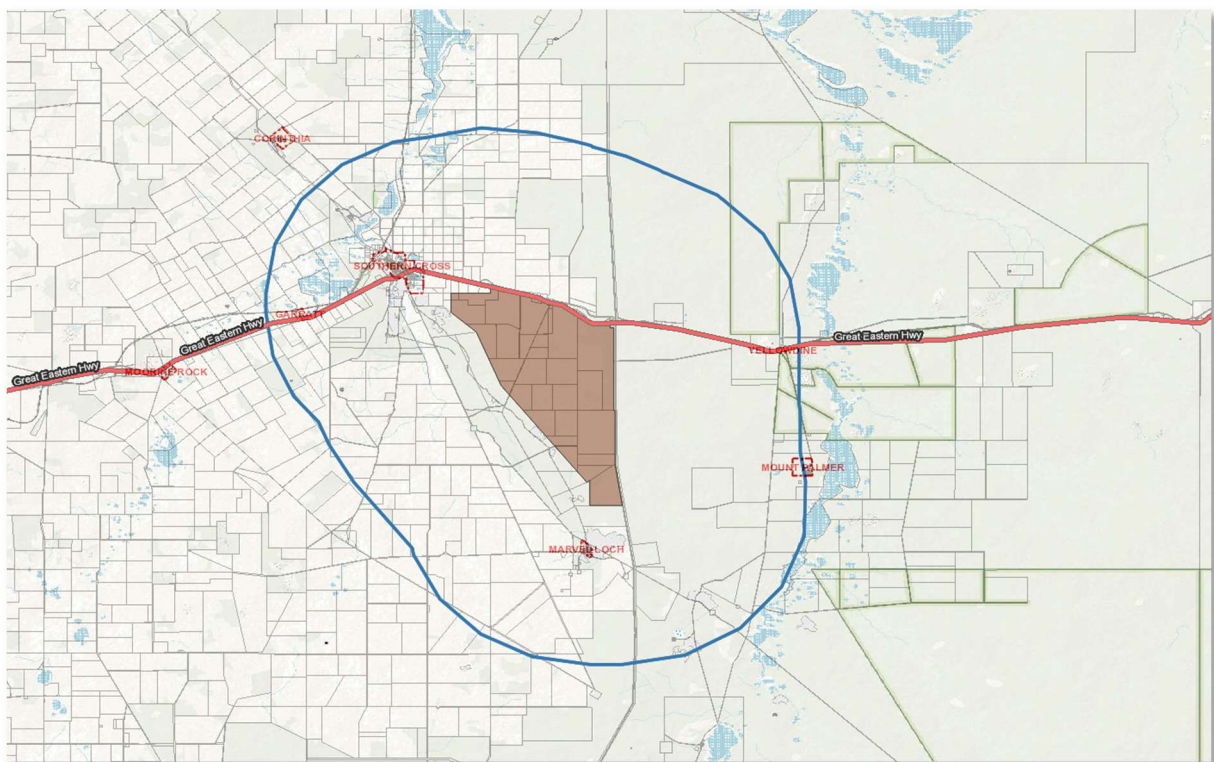 CORINTHIA
SOUTHERN CROSS
GARRATT
Great Eastern Hwy
Great Eastern Hwy
YELLOWDINE
Great Eastern Hwy
MOORINE ROCK
MOUNT PALMER
MARVEL LOCH